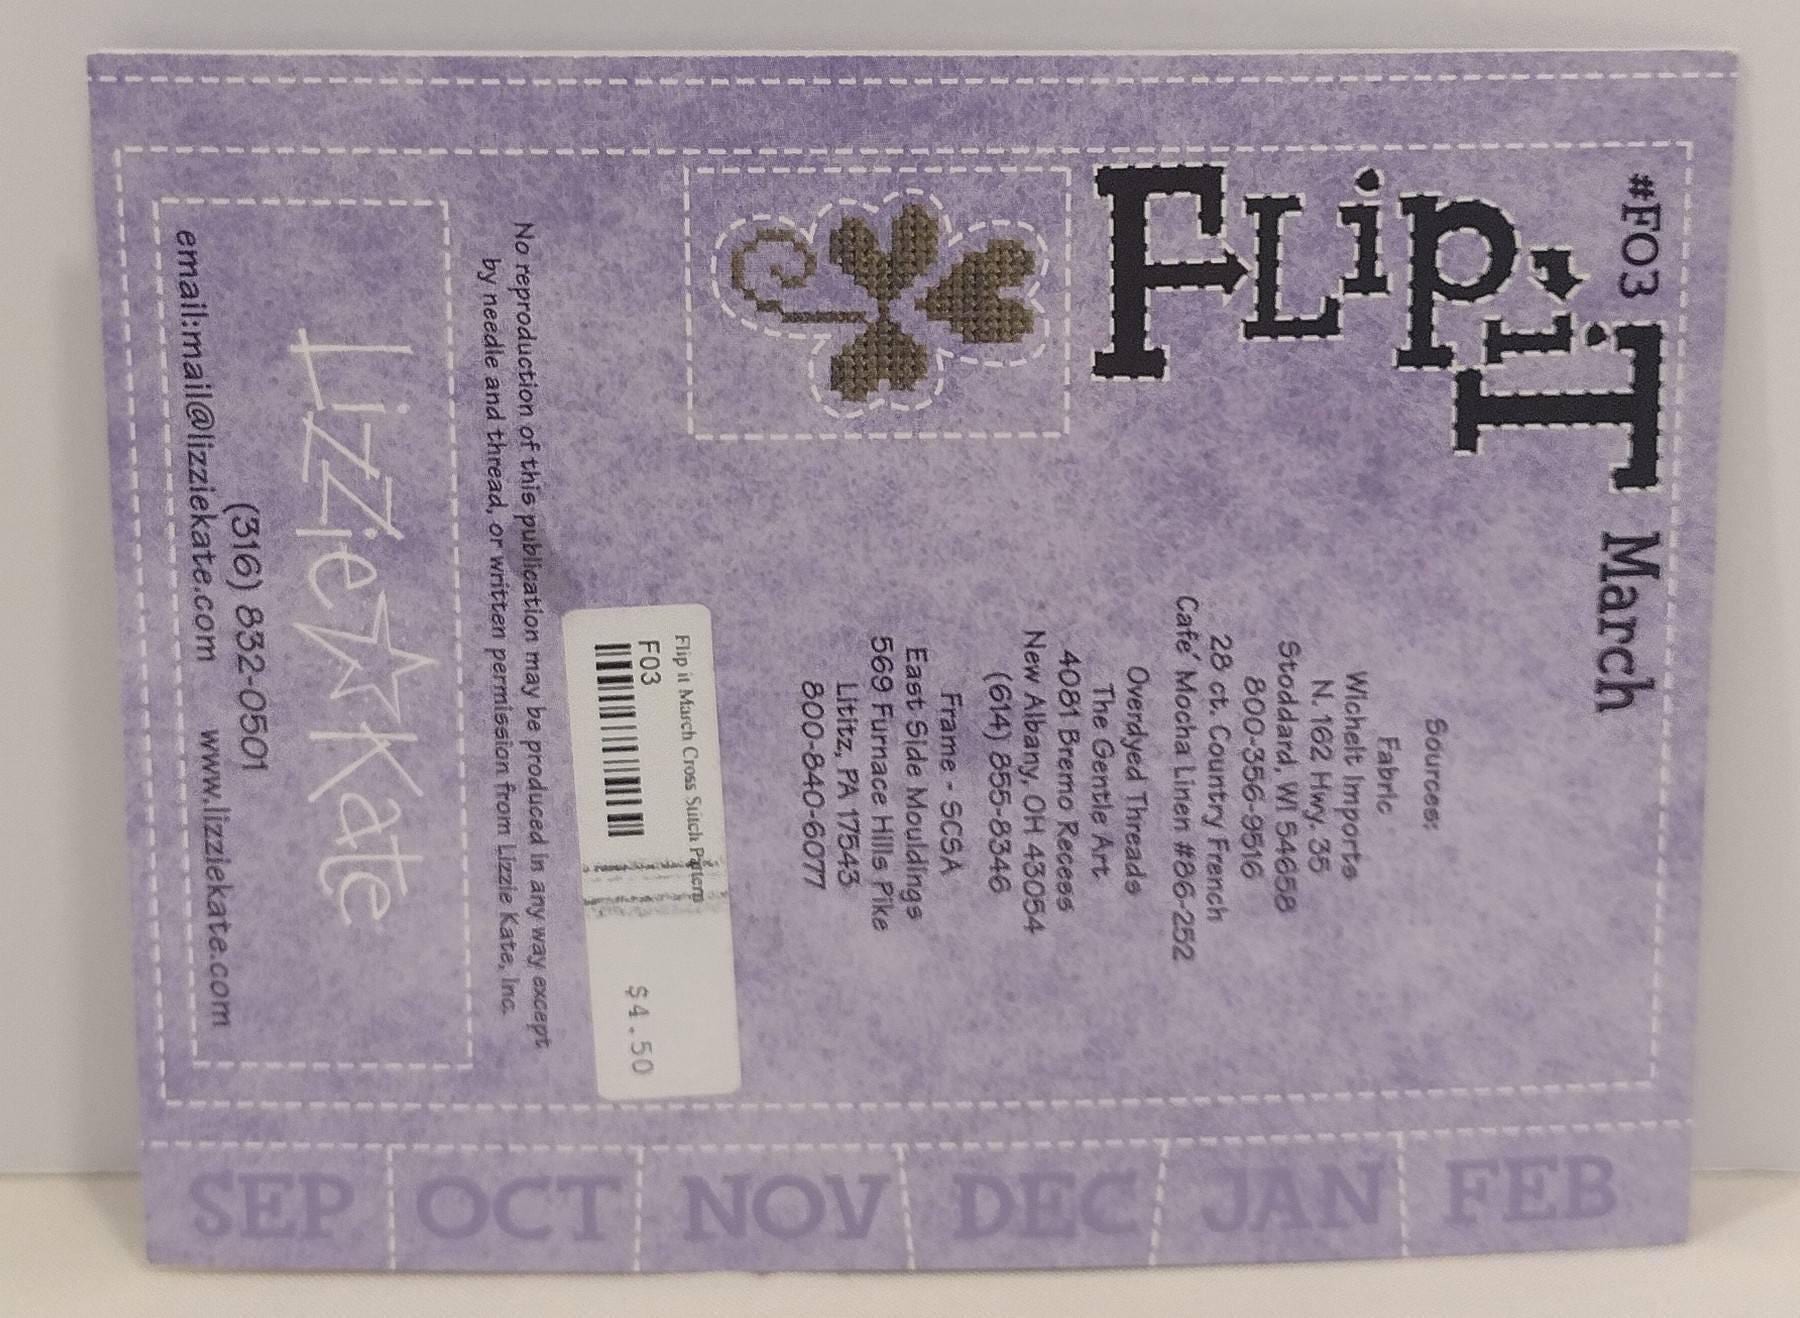 #F03
FLipiT March
Sources:
Fabric
Wichelt Imports
N. 162 Hwy. 35
Stoddard, WI 54658
800-356-9516
28 ct. Country French
Cafe' Mocha Linen #86-252
Overdyed Threads
The Gentle Art
4081 Bremo Recess
New Albany, OH 43054
(614) 855-8346
Frame - SCSA
East Side Mouldings
569 Furnace Hills Pike
Lititz, PA 17543
800-840-6077
Flip it March Cross Stitch Pattern
F03
$4.50
No reproduction of this publication may be produced in any way except
by needle and thread, or written permission from Lizzie Kate, Inc.
Lizzie Kate
(316) 832-0501
email:mail@lizziekate.com www.lizziekate.com
SEP OCT NOV DEC JAN FEB